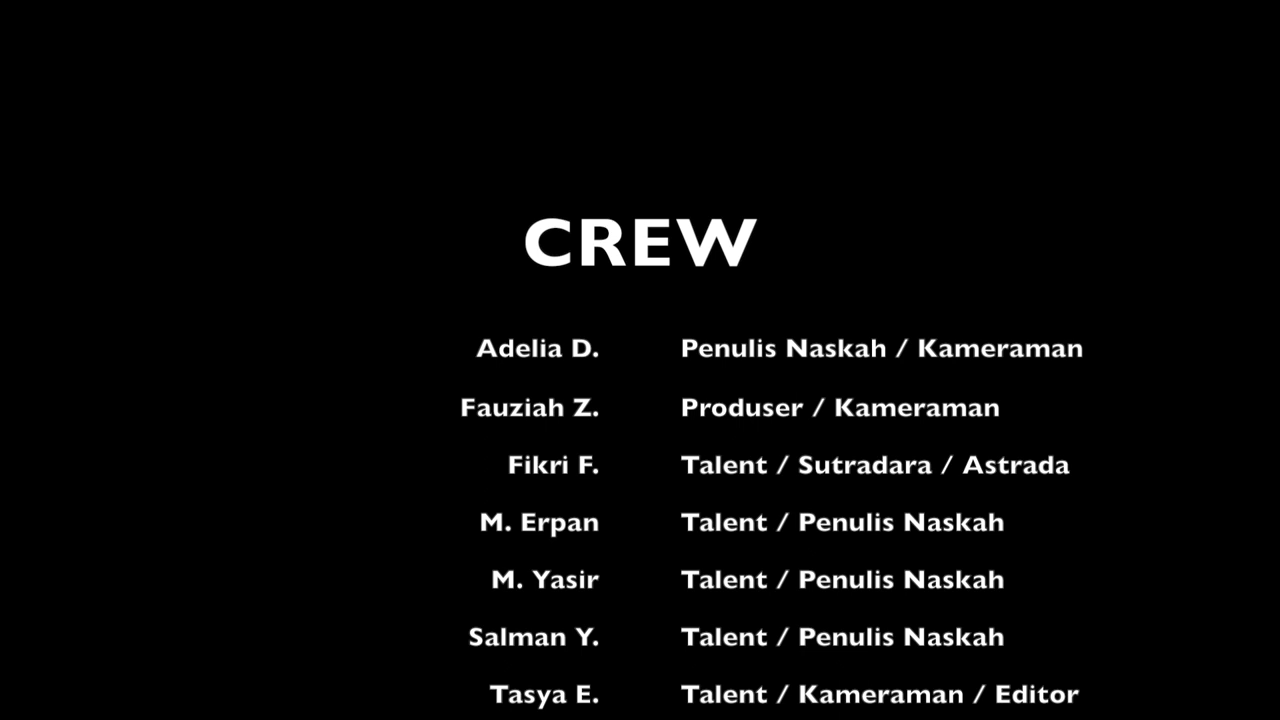 CREW
Adelia D. Penulis Naskah / Kameraman
Fauziah Z. Produser / Kameraman
Fikri F. Talent / Sutradara / Astrada
M. Erpan Talent / Penulis Naskah
M. Yasir Talent / Penulis Naskah
Salman Y. Talent / Penulis Naskah
Tasya E. Talent / Kameraman / Editor